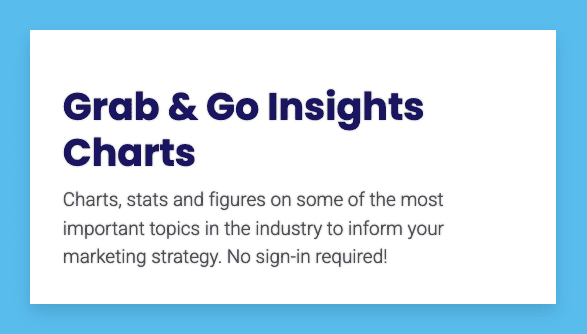 Grab & Go Insights
Charts
Charts, stats and figures on some of the most
important topics in the industry to inform your
marketing strategy. No sign-in required!